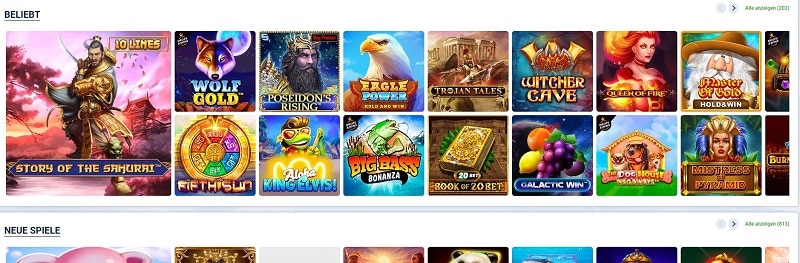 BELIEBT
Alle anzeigen (202)
10 LINES
STORY OF THE SAMURAI
WOLF
GOLD
POSEIDON'S
RISING
EAGLE
POWER
HOLD AND WIN
TROJAN TALES
WITCHER
CAVE
QUEEN OF FIRE
Master
Of Gold
HOLD&WIN
FIFTH SUN
Aloha
KING ELVIS!
BIG BASS
BONANZA
20 BET
BOOK OF 20 BET
GALACTIC WIN
THE DOG HOUSE
MEGAWAYS
MISTRESS
OF
PYRAMID
NEUE SPIELE
Alle anzeigen (613)